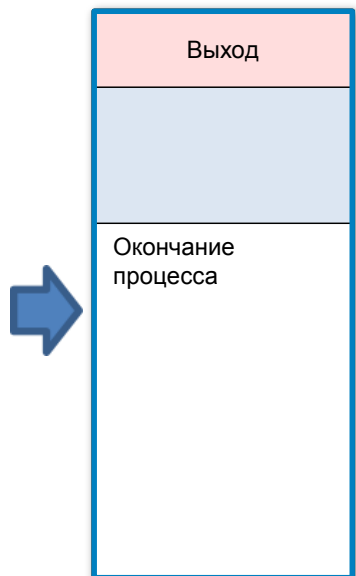 Выход
Окончание
процесса